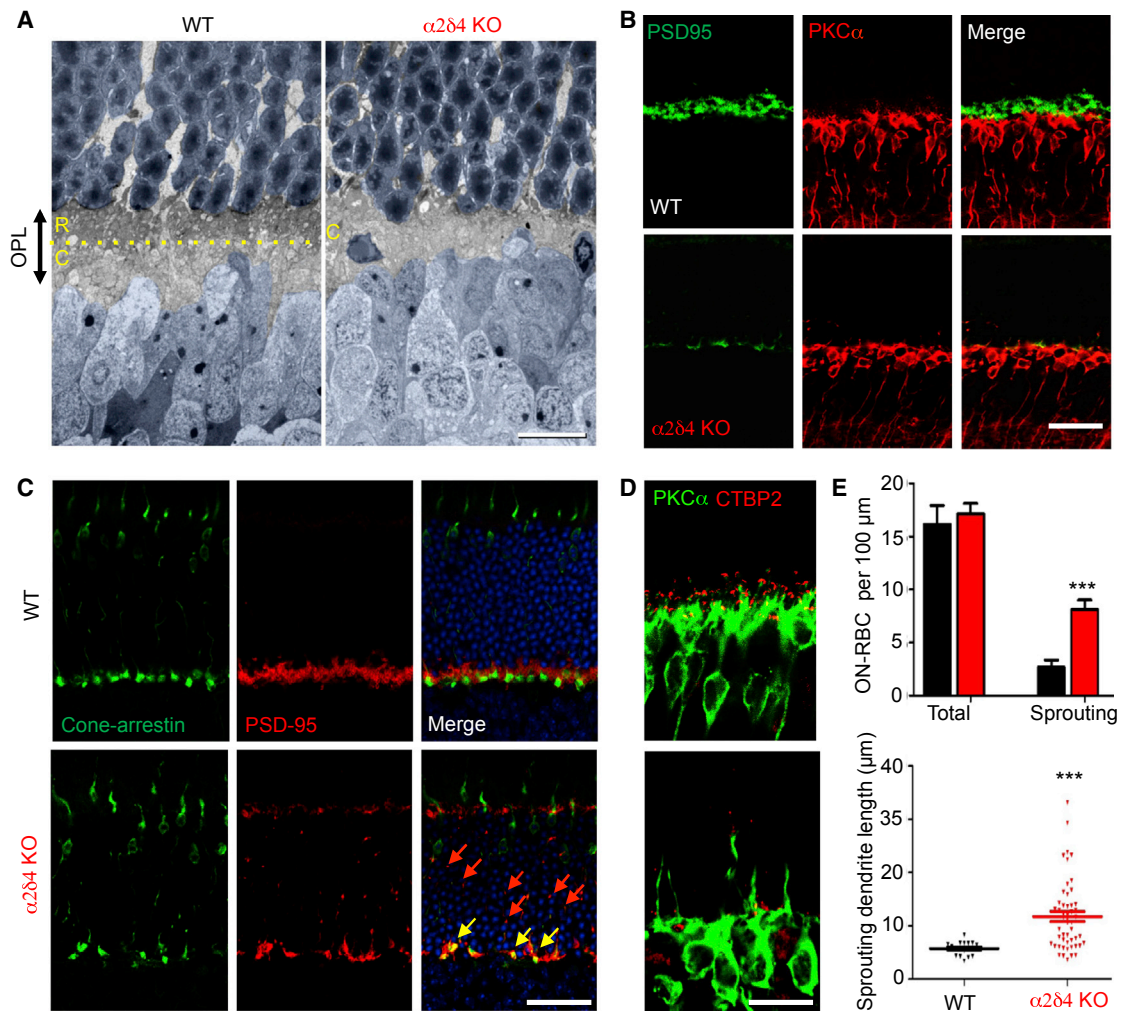 A
WT
α2δ4 KO
OPL
R
C
C
B
PSD95
PKCα
Merge
WT
α2δ4 KO
C
WT
Cone-arrestin
PSD-95
Merge
α2δ4 KO
D
PKCα CTBP2
E
ON-RBC per 100 μm
20
15
10
5
0
***
Total
Sprouting
Sprouting dendrite length (μm)
40
35
20
10
0
***
WT
α2δ4 KO